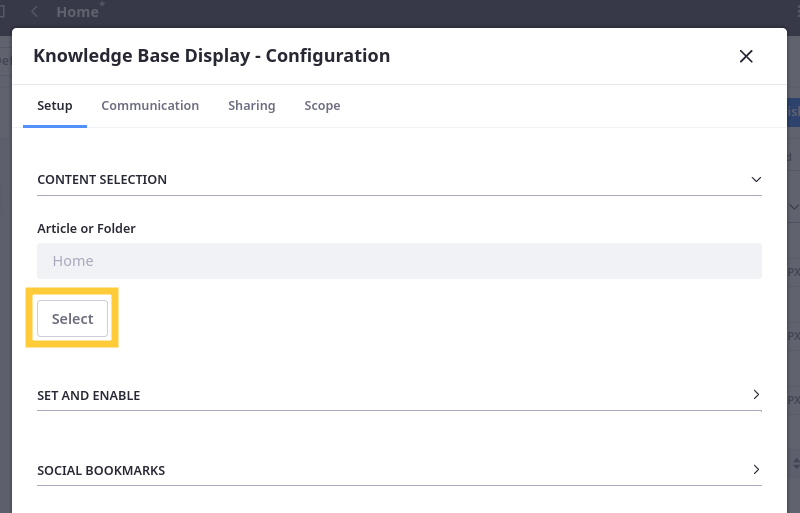 Home*
Knowledge Base Display - Configuration
Setup Communication Sharing Scope
CONTENT SELECTION
Article or Folder
Home
Select
SET AND ENABLE
SOCIAL BOOKMARKS